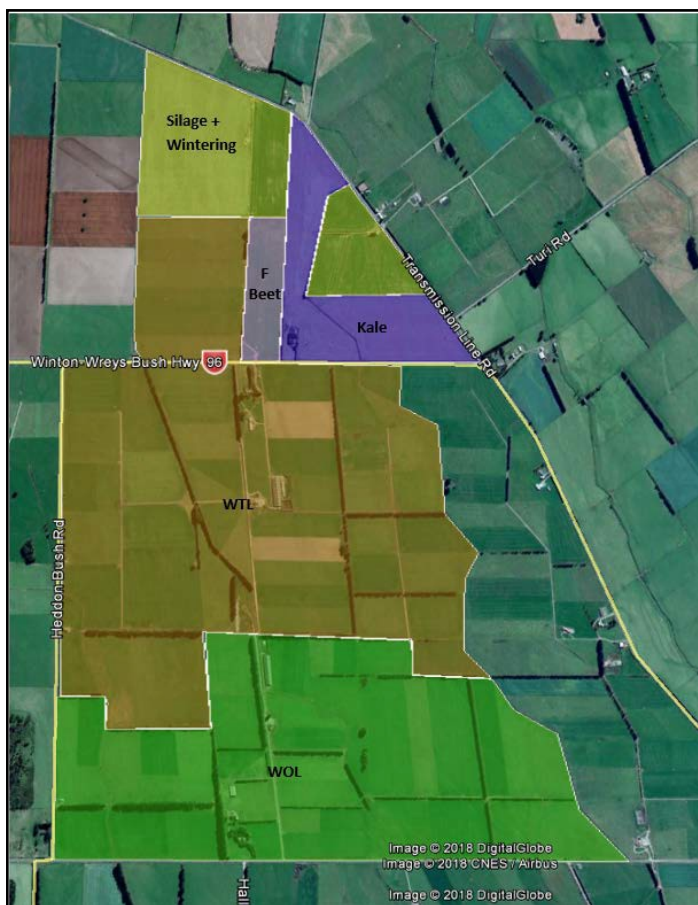 Silage +
Wintering
F
Beet
Kale
Turi Rd
Transmission Line Rd
Winton Wreys Bush Hwy 96
Heddon Bush Rd
WTL
WOL
Image © 2018 DigitalGlobe
Image © 2018 CNES / Airbus
Hall
Image © 2018 DigitalGlobe